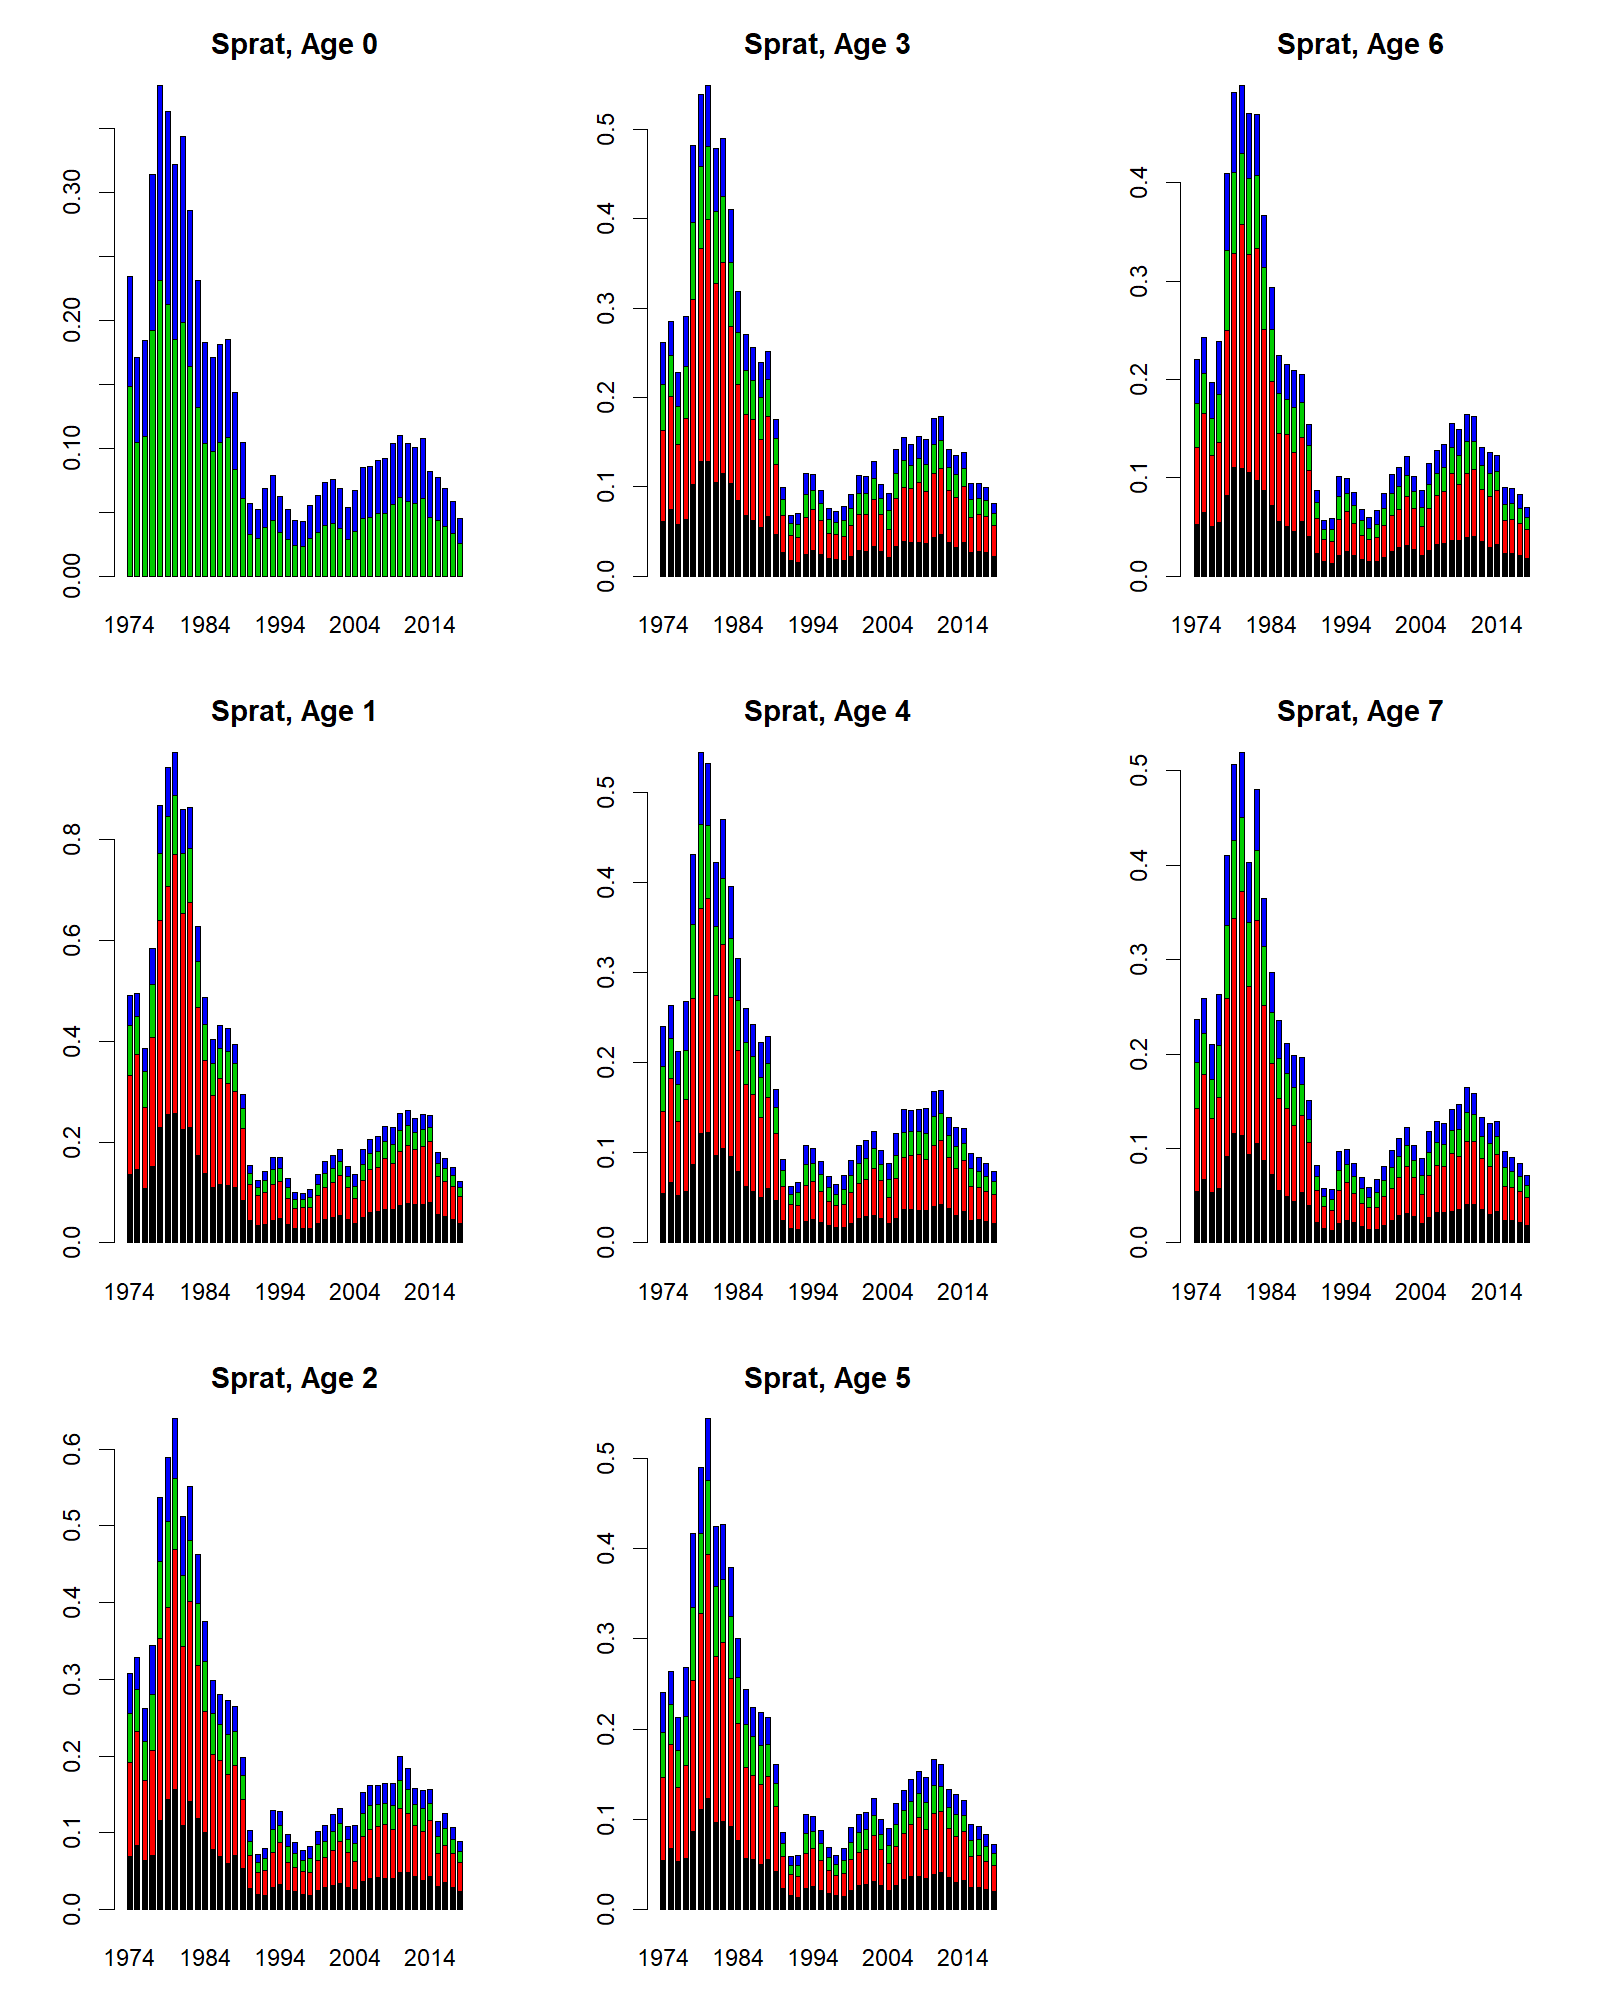 Sprat, Age 0
0.00 0.10 0.20 0.30
1974 1984 1994 2004 2014
Sprat, Age 3
0.0 0.1 0.2 0.3 0.4 0.5
1974 1984 1994 2004 2014
Sprat, Age 6
0.0 0.1 0.2 0.3 0.4
1974 1984 1994 2004 2014
Sprat, Age 1
0.0 0.2 0.4 0.6 0.8
1974 1984 1994 2004 2014
Sprat, Age 4
0.0 0.1 0.2 0.3 0.4 0.5
1974 1984 1994 2004 2014
Sprat, Age 7
0.0 0.1 0.2 0.3 0.4 0.5
1974 1984 1994 2004 2014
Sprat, Age 2
0.0 0.1 0.2 0.3 0.4 0.5 0.6
1974 1984 1994 2004 2014
Sprat, Age 5
0.0 0.1 0.2 0.3 0.4 0.5
1974 1984 1994 2004 2014